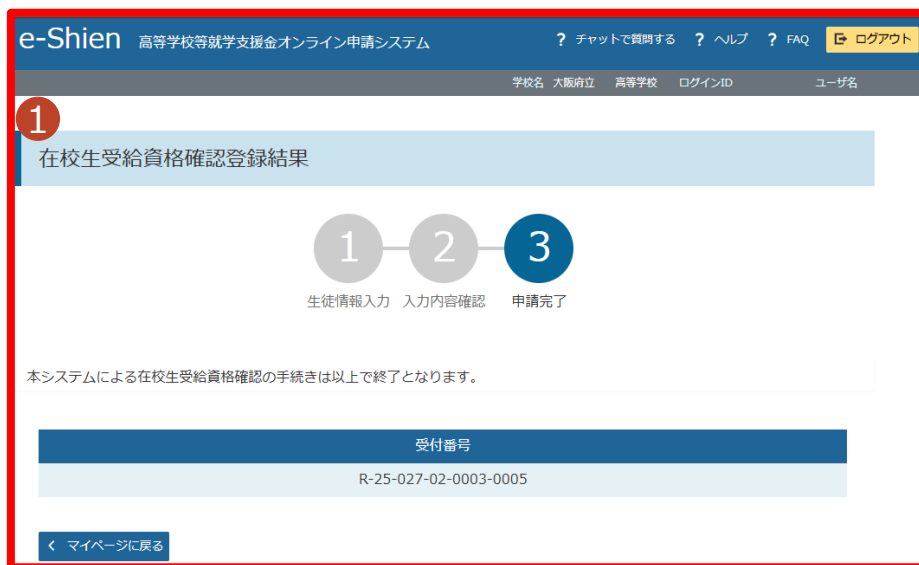 e-Shien 高等学校等就学支援金オンライン申請システム ? チャットで質問する ? ヘルプ ? FAQ ログアウト
学校名 大阪府立 高等学校 ログインID ユーザ名
1
在校生受給資格確認登録結果
1 2 3
生徒情報入力 入力内容確認 申請完了
本システムによる在校生受給資格確認の手続きは以上で終了となります。
受付番号
R-25-027-02-0003-0005
マイページに戻る